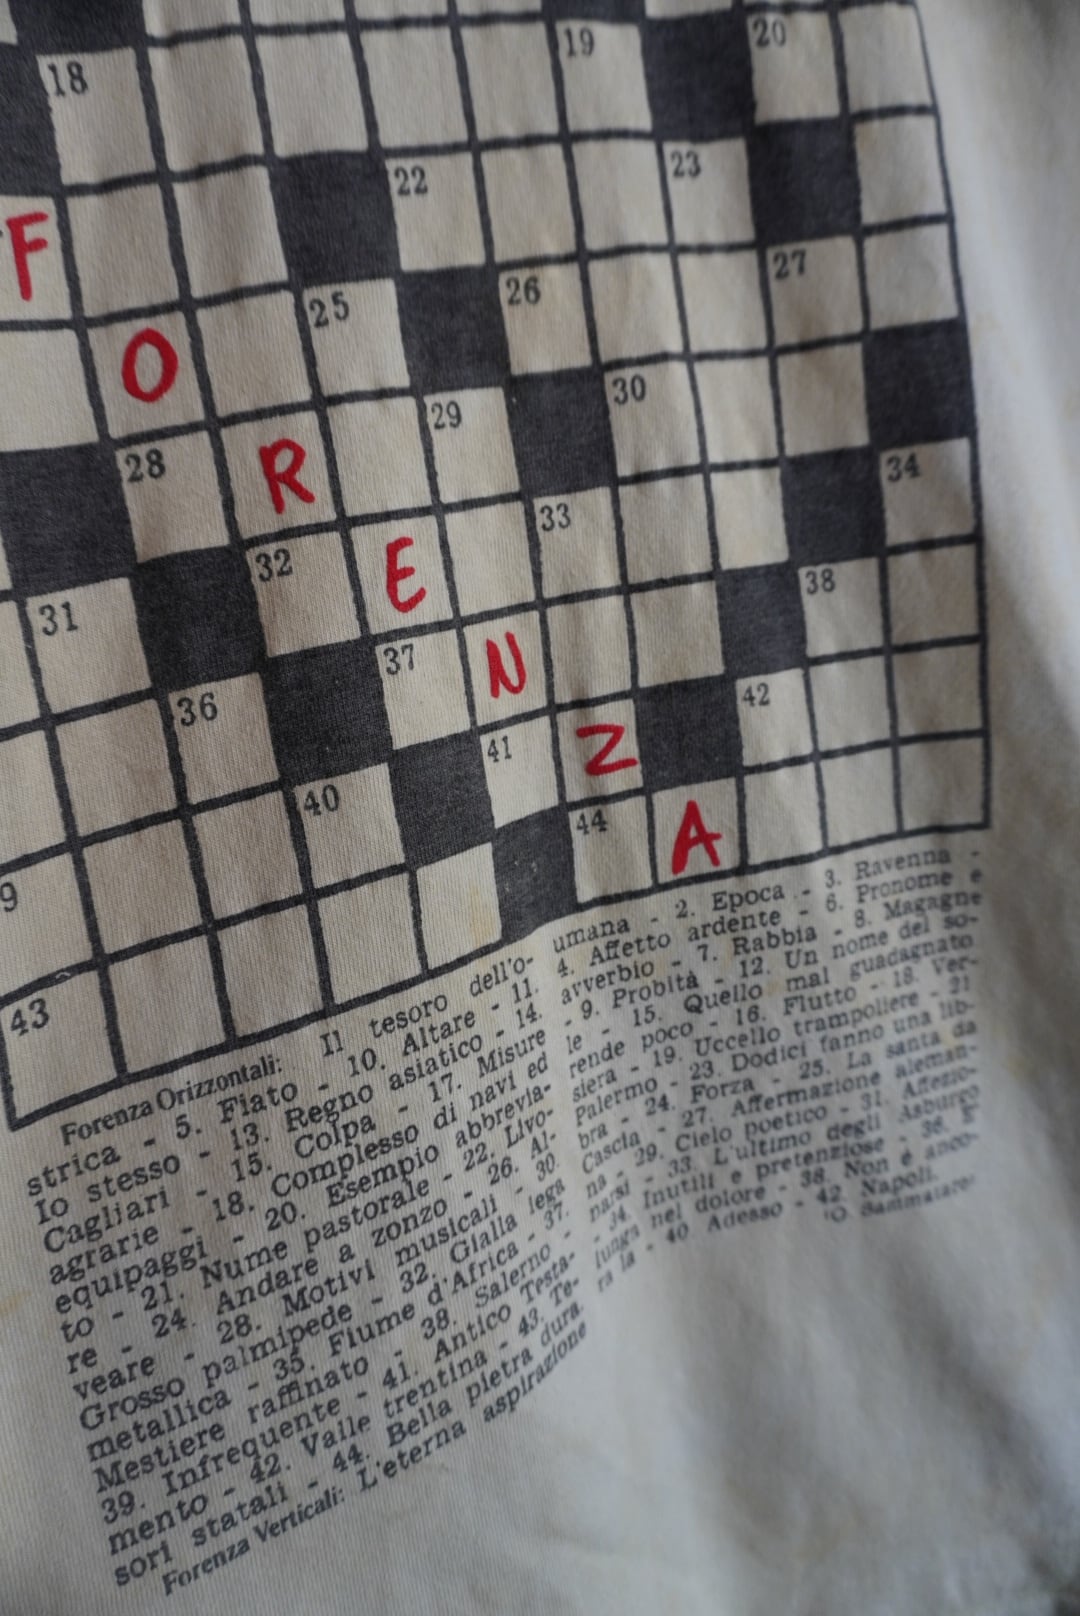 18
19
20
22
23
F
25
26
27
O
28
R
29
30
34
31
32
E
33
38
36
37
N
42
9
40
41
Z
43
44
A
Forenza Orizzontali: Il tesoro dell'o-
strica - 5. Fiato - 10. Altare - 11.
Io stesso - 13. Regno asiatico - 14.
Cagliari - 15. Colpa - 17. Misure
agrarie - 18. Complesso di navi ed
equipaggi - 20. Esempio abbrevia-
to - 21. Nume pastorale - 22. Livo-
re - 24. Andare a zonzo - 26. Al-
veare - 28. Motivi musicali - 30.
Grosso palmipede - 32. Gialla lega
metallica - 35. Fiume d'Africa - 37.
Mestiere raffinato - 38. Salerno -
39. Infrequente - 41. Antico Testa-
mento - 42. Valle trentina - 43. Te-
sori statali - 44. Bella pietra dura.
Forenza Verticali: L'eterna aspirazione
umana - 2. Epoca - 3. Ravenna -
4. Affetto ardente - 6. Pronome e
avverbio - 7. Rabbia - 8. Magagne
- 9. Probità - 12. Un nome del so-
le - 15. Quello mal guadagnato
rende poco - 16. Flutto - 18. Ver-
siera - 19. Uccello trampoliere - 21
Palermo - 23. Dodici fanno una lib-
bra - 24. Forza - 25. La santa da
Cascia - 27. Affermazione aleman-
na - 29. Cielo poetico - 31. Affezio-
narsi - 33. L'ultimo degli Asburgo
- 34. Inutili e pretenziose - 36. E'
lunga nel dolore - 38. Non è anco-
ra la - 40 Adesso - 42. Napoli.